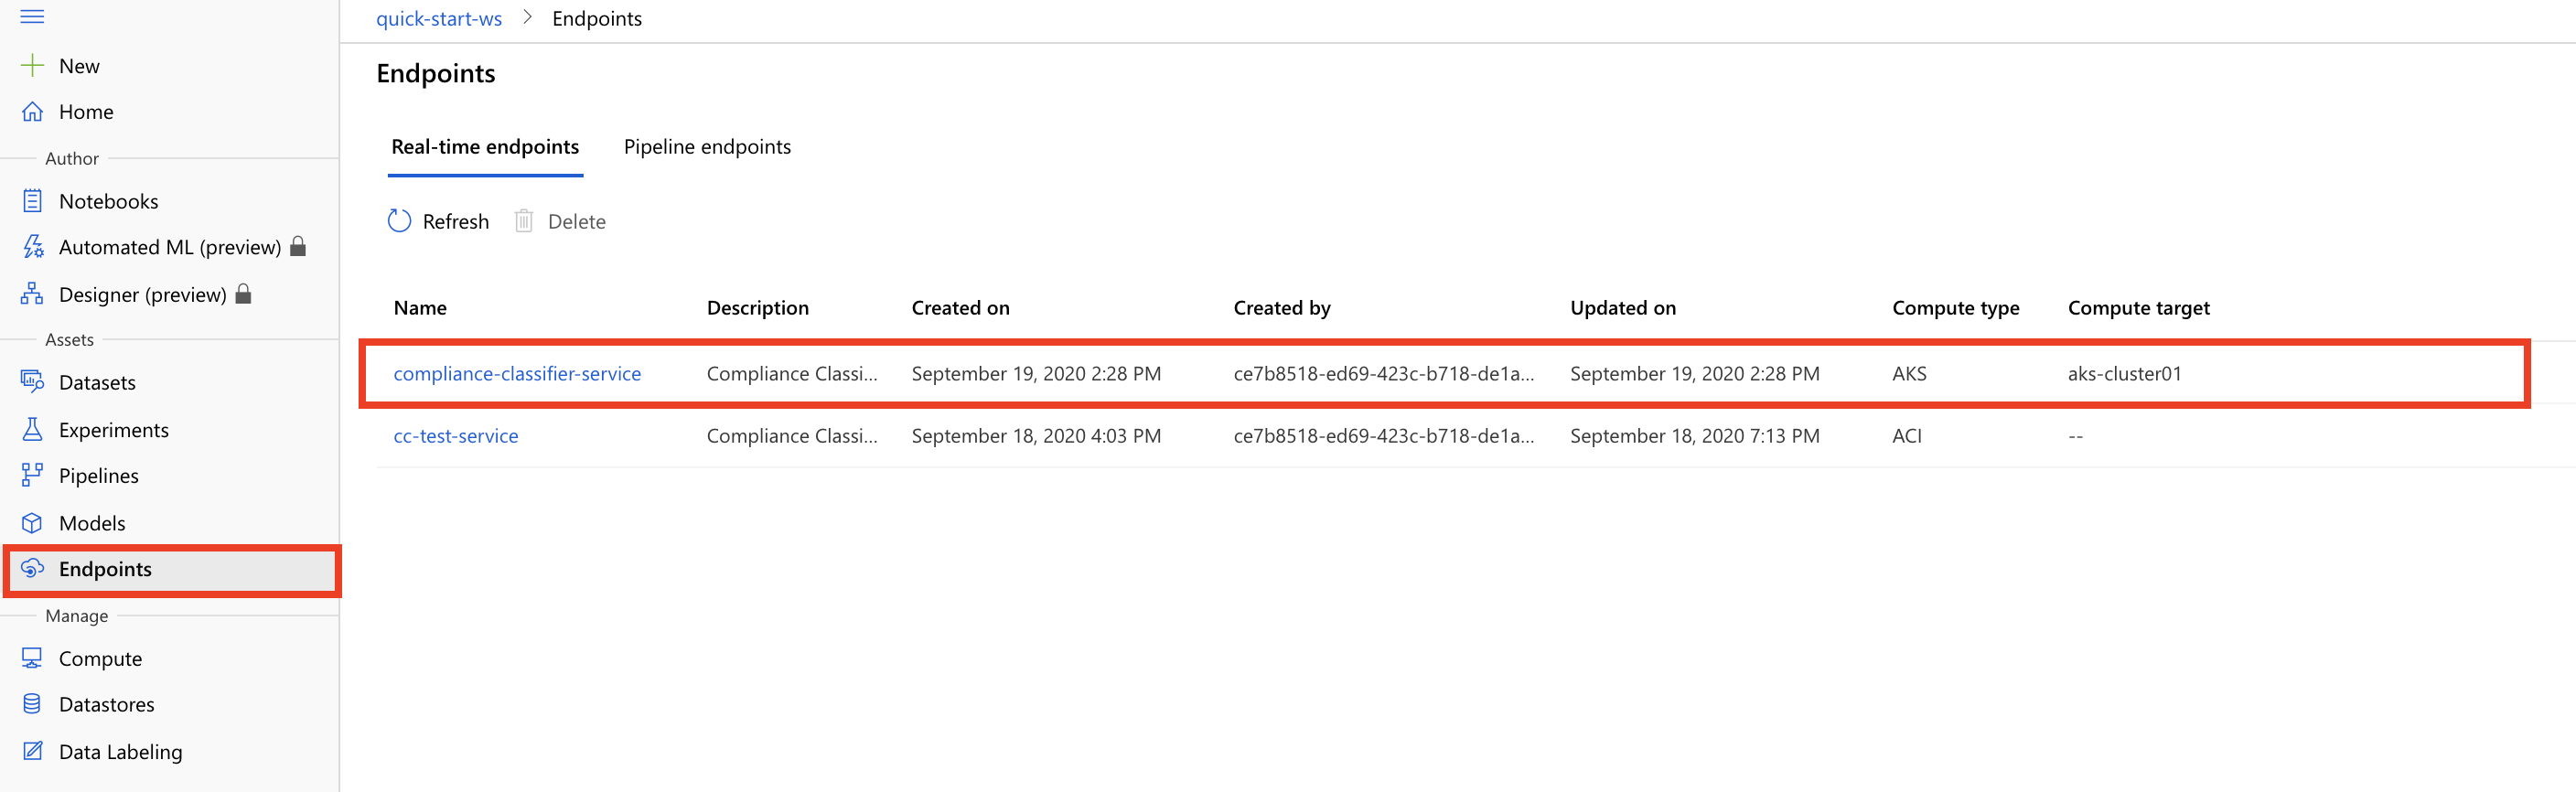 quick-start-ws > Endpoints
New
Home
Author
Notebooks
Automated ML (preview)
Designer (preview)
Assets
Datasets
Experiments
Pipelines
Models
Endpoints
Manage
Compute
Datastores
Data Labeling
Endpoints
Real-time endpoints Pipeline endpoints
Refresh Delete
Name Description Created on Created by Updated on Compute type Compute target
compliance-classifier-service Compliance Classi... September 19, 2020 2:28 PM ce7b8518-ed69-423c-b718-de1a... September 19, 2020 2:28 PM AKS aks-cluster01
cc-test-service Compliance Classi... September 18, 2020 4:03 PM ce7b8518-ed69-423c-b718-de1a... September 18, 2020 7:13 PM ACI --